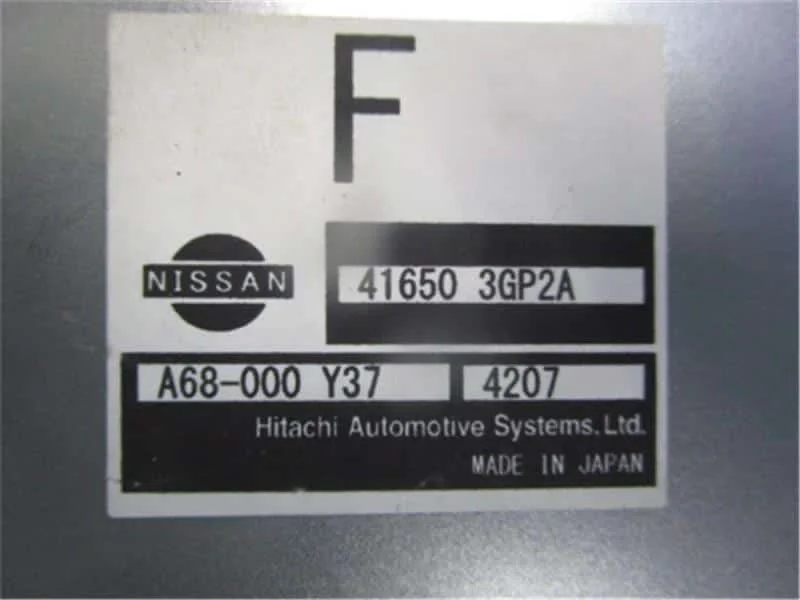 F
NISSAN
41650 3GP2A
A68-000 Y37 4207
Hitachi Automotive Systems, Ltd.
MADE IN JAPAN